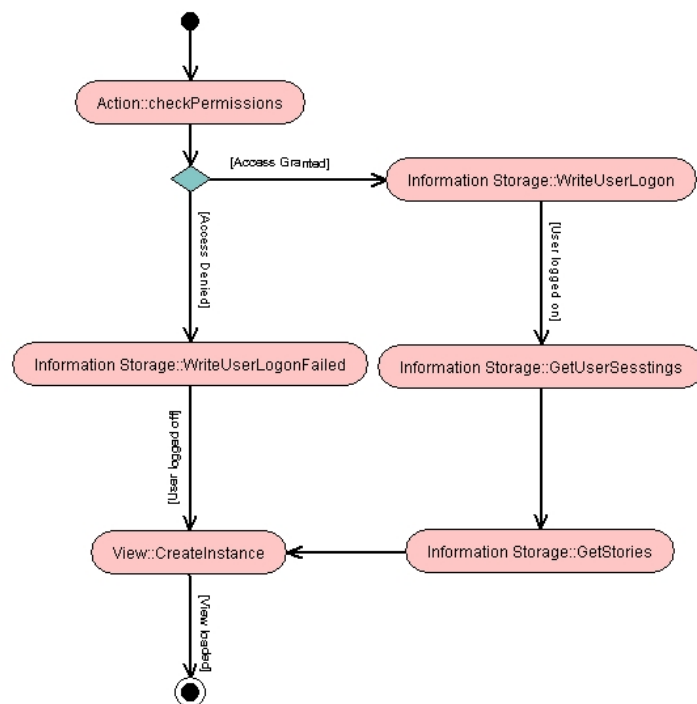 Action::checkPermissions
[Access Granted]
Information Storage::WriteUserLogon
[Access Denied]
[User logged on]
Information Storage::WriteUserLogonFailed
Information Storage::GetUserSesstings
[User logged off]
View::CreateInstance
Information Storage::GetStories
[View loaded]